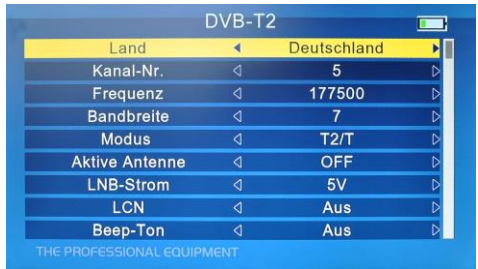 DVB-T2
Land Deutschland
Kanal-Nr. 5
Frequenz 177500
Bandbreite 7
Modus T2/T
Aktive Antenne OFF
LNB-Strom 5V
LCN Aus
Beep-Ton Aus
THE PROFESSIONAL EQUIPMENT